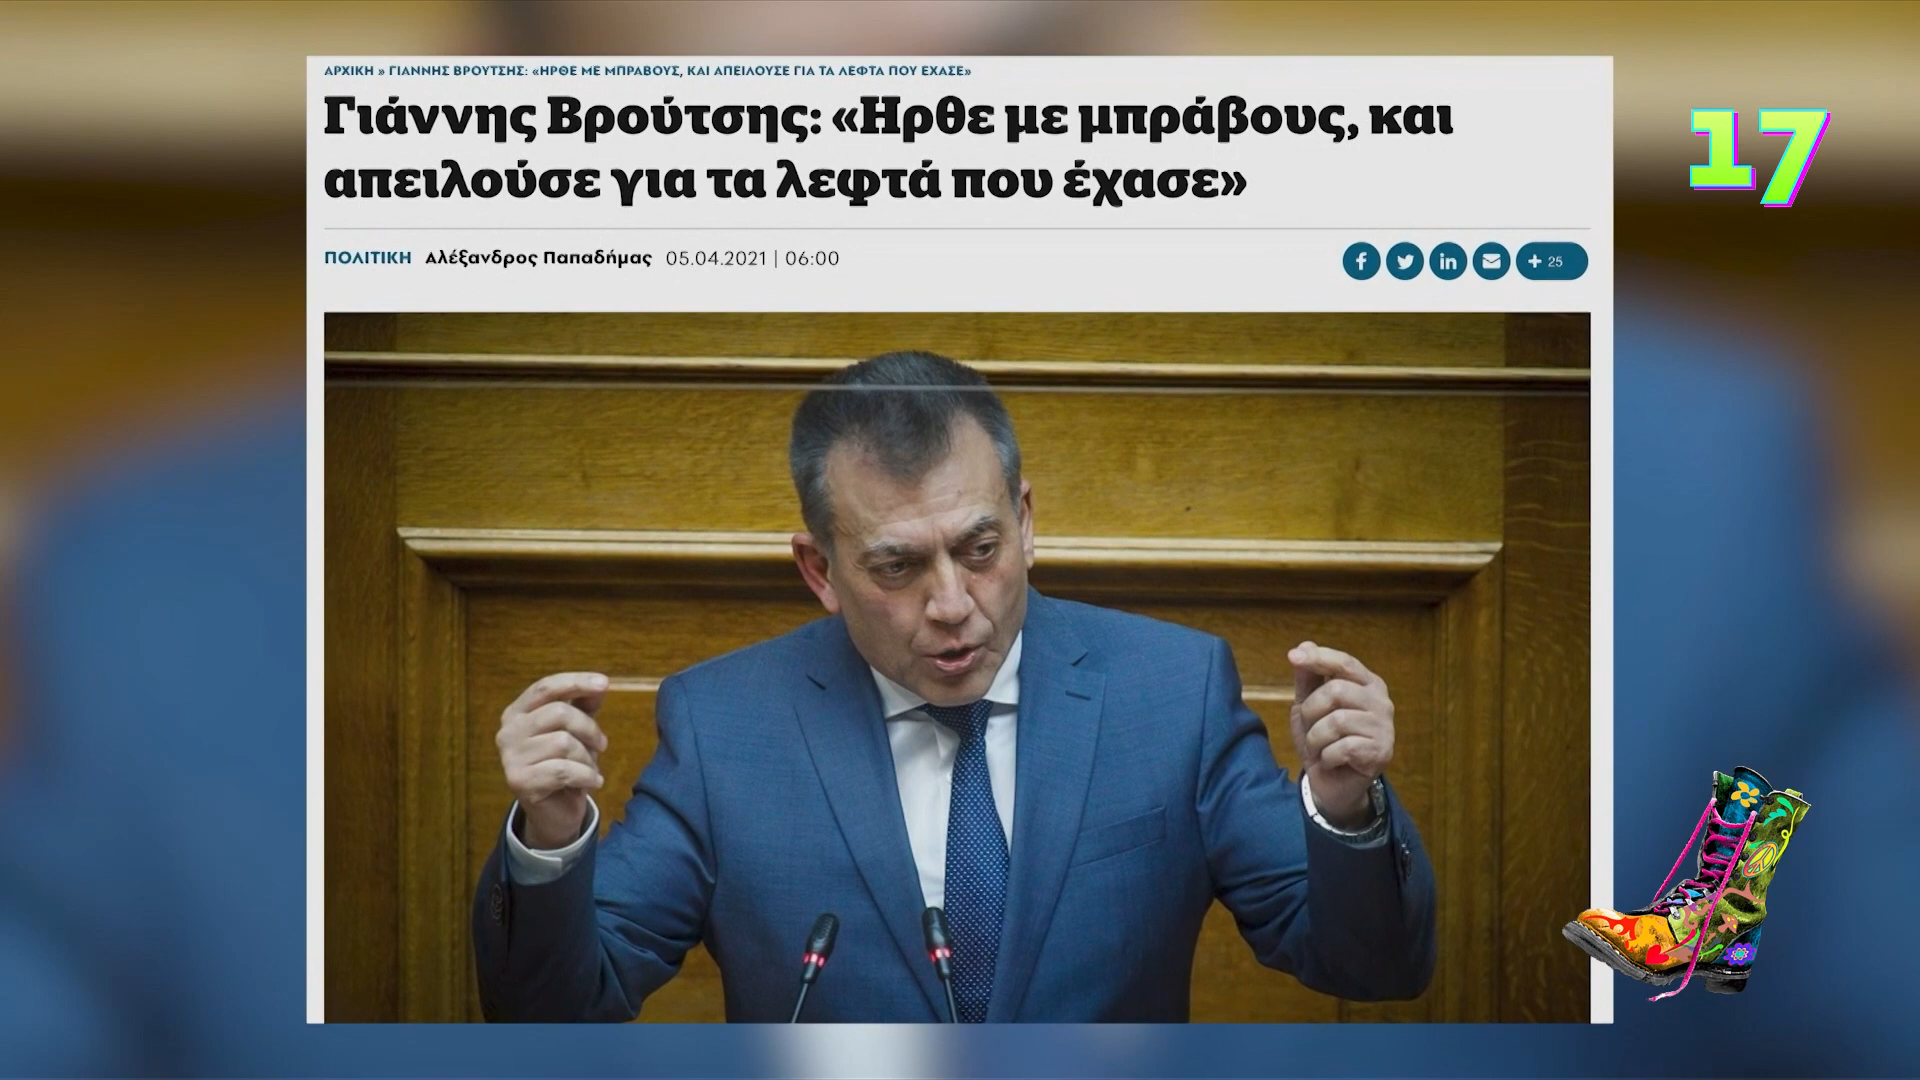 ΑΡΧΙΚΗ » ΓΙΑΝΝΗΣ ΒΡΟΥΤΣΗΣ: «ΗΡΘΕ ΜΕ ΜΠΡΑΒΟΥΣ, ΚΑΙ ΑΠΕΙΛΟΥΣΕ ΓΙΑ ΤΑ ΛΕΦΤΑ ΠΟΥ ΕΧΑΣΕ»
Γιάννης Βρούτσης: «Ηρθε με μπράβους, και
απειλούσε για τα λεφτά που έχασε»
ΠΟΛΙΤΙΚΗ Αλέξανδρος Παπαδήμας 05.04.2021 | 06:00
+ 25
17